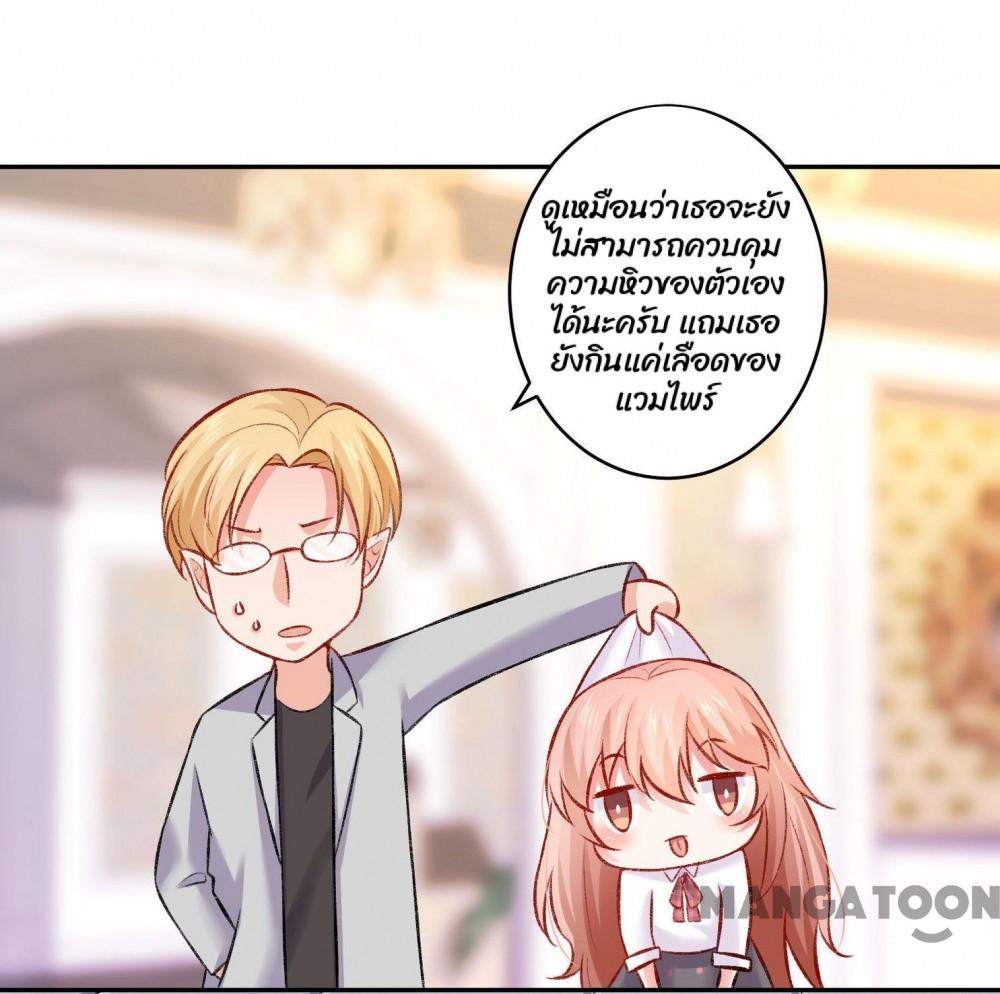 ดูเหมือนว่าเธอจะยัง
ไม่สามารถควบคุม
ความหิวของตัวเอง
ได้นะครับ แถมเธอ
ยังกินแค่เลือดของ
แวมไพร์
MANGATOON